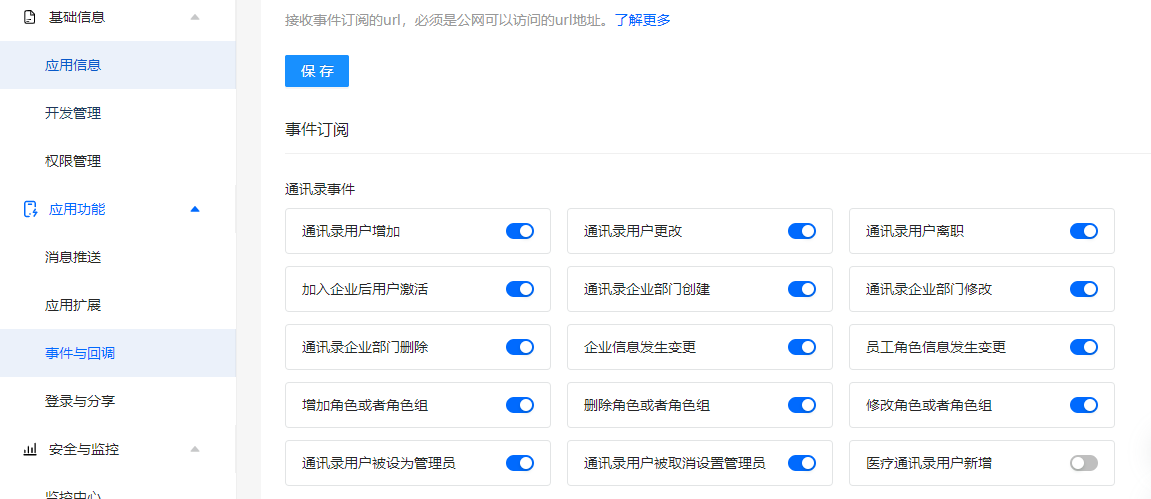 基础信息
应用信息
开发管理
权限管理
应用功能
消息推送
应用扩展
事件与回调
登录与分享
安全与监控
监控中心
接收事件订阅的url，必须是公网可以访问的url地址。了解更多
保 存
事件订阅
通讯录事件
通讯录用户增加
通讯录用户更改
通讯录用户离职
加入企业后用户激活
通讯录企业部门创建
通讯录企业部门修改
通讯录企业部门删除
企业信息发生变更
员工角色信息发生变更
增加角色或者角色组
删除角色或者角色组
修改角色或者角色组
通讯录用户被设为管理员
通讯录用户被取消设置管理员
医疗通讯录用户新增